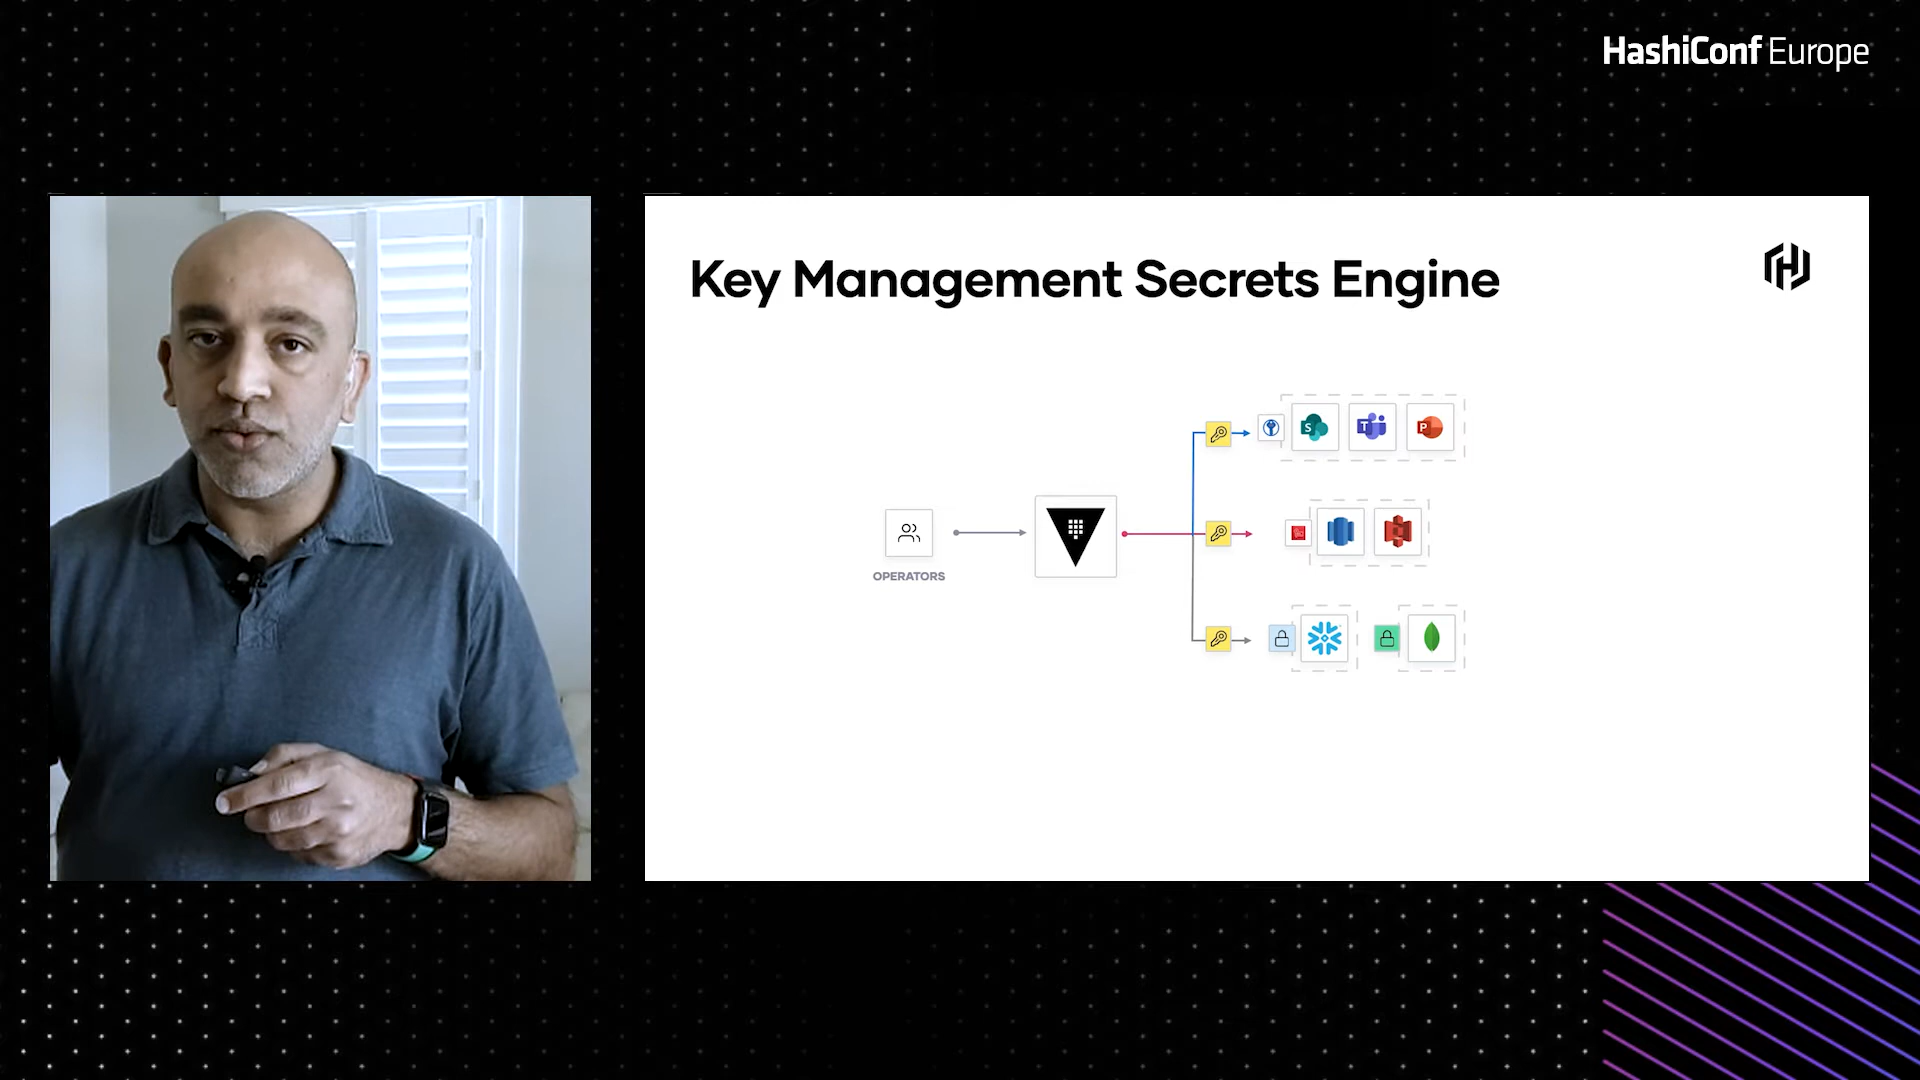 HashiConf Europe
Key Management Secrets Engine
S
T
P
OPERATORS